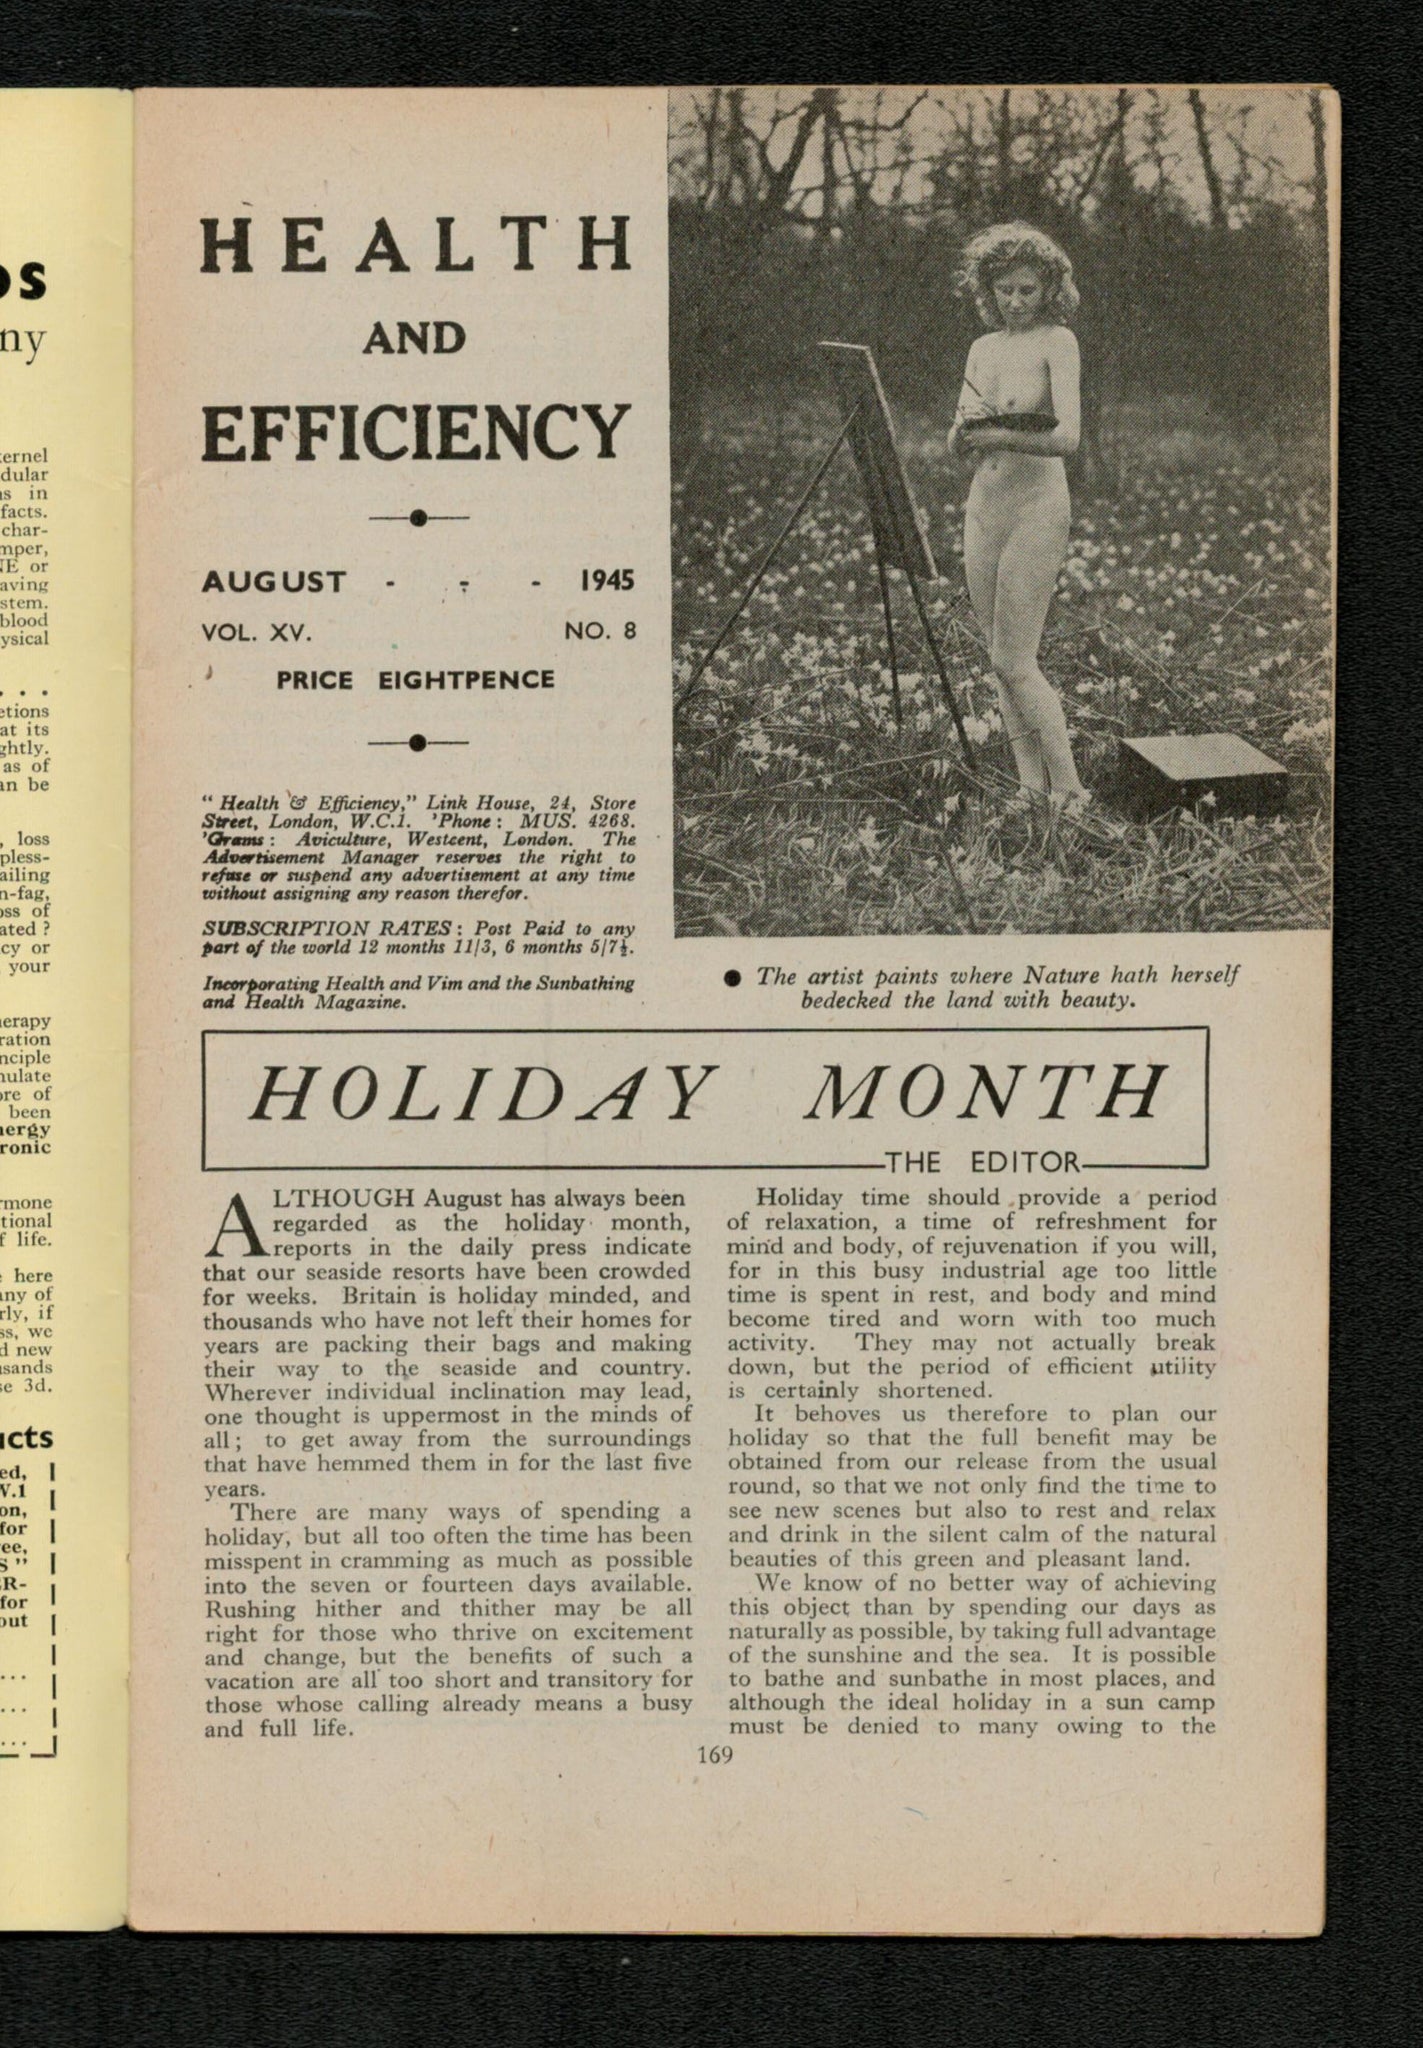 HEALTH
AND
EFFICIENCY
AUGUST - - - 1945
VOL. XV. NO. 8
PRICE EIGHTPENCE
" Health & Efficiency," Link House, 24, Store
Street, London, W.C.1. 'Phone : MUS. 4268.
'Grams : Aviculture, Westcent, London. The
Advertisement Manager reserves the right to
refuse or suspend any advertisement at any time
without assigning any reason therefor.
SUBSCRIPTION RATES : Post Paid to any
part of the world 12 months 11/3, 6 months 5/7½.
Incorporating Health and Vim and the Sunbathing
and Health Magazine.
● The artist paints where Nature hath herself
bedecked the land with beauty.
HOLIDAY MONTH
THE EDITOR
ALTHOUGH August has always been
regarded as the holiday month,
reports in the daily press indicate
that our seaside resorts have been crowded
for weeks. Britain is holiday minded, and
thousands who have not left their homes for
years are packing their bags and making
their way to the seaside and country.
Wherever individual inclination may lead,
one thought is uppermost in the minds of
all ; to get away from the surroundings
that have hemmed them in for the last five
years.
There are many ways of spending a
holiday, but all too often the time has been
misspent in cramming as much as possible
into the seven or fourteen days available.
Rushing hither and thither may be all
right for those who thrive on excitement
and change, but the benefits of such a
vacation are all too short and transitory for
those whose calling already means a busy
and full life.
Holiday time should provide a period
of relaxation, a time of refreshment for
mind and body, of rejuvenation if you will,
for in this busy industrial age too little
time is spent in rest, and body and mind
become tired and worn with too much
activity. They may not actually break
down, but the period of efficient utility
is certainly shortened.
It behoves us therefore to plan our
holiday so that the full benefit may be
obtained from our release from the usual
round, so that we not only find the time to
see new scenes but also to rest and relax
and drink in the silent calm of the natural
beauties of this green and pleasant land.
We know of no better way of achieving
this object than by spending our days as
naturally as possible, by taking full advantage
of the sunshine and the sea. It is possible
to bathe and sunbathe in most places, and
although the ideal holiday in a sun camp
must be denied to many owing to the
169